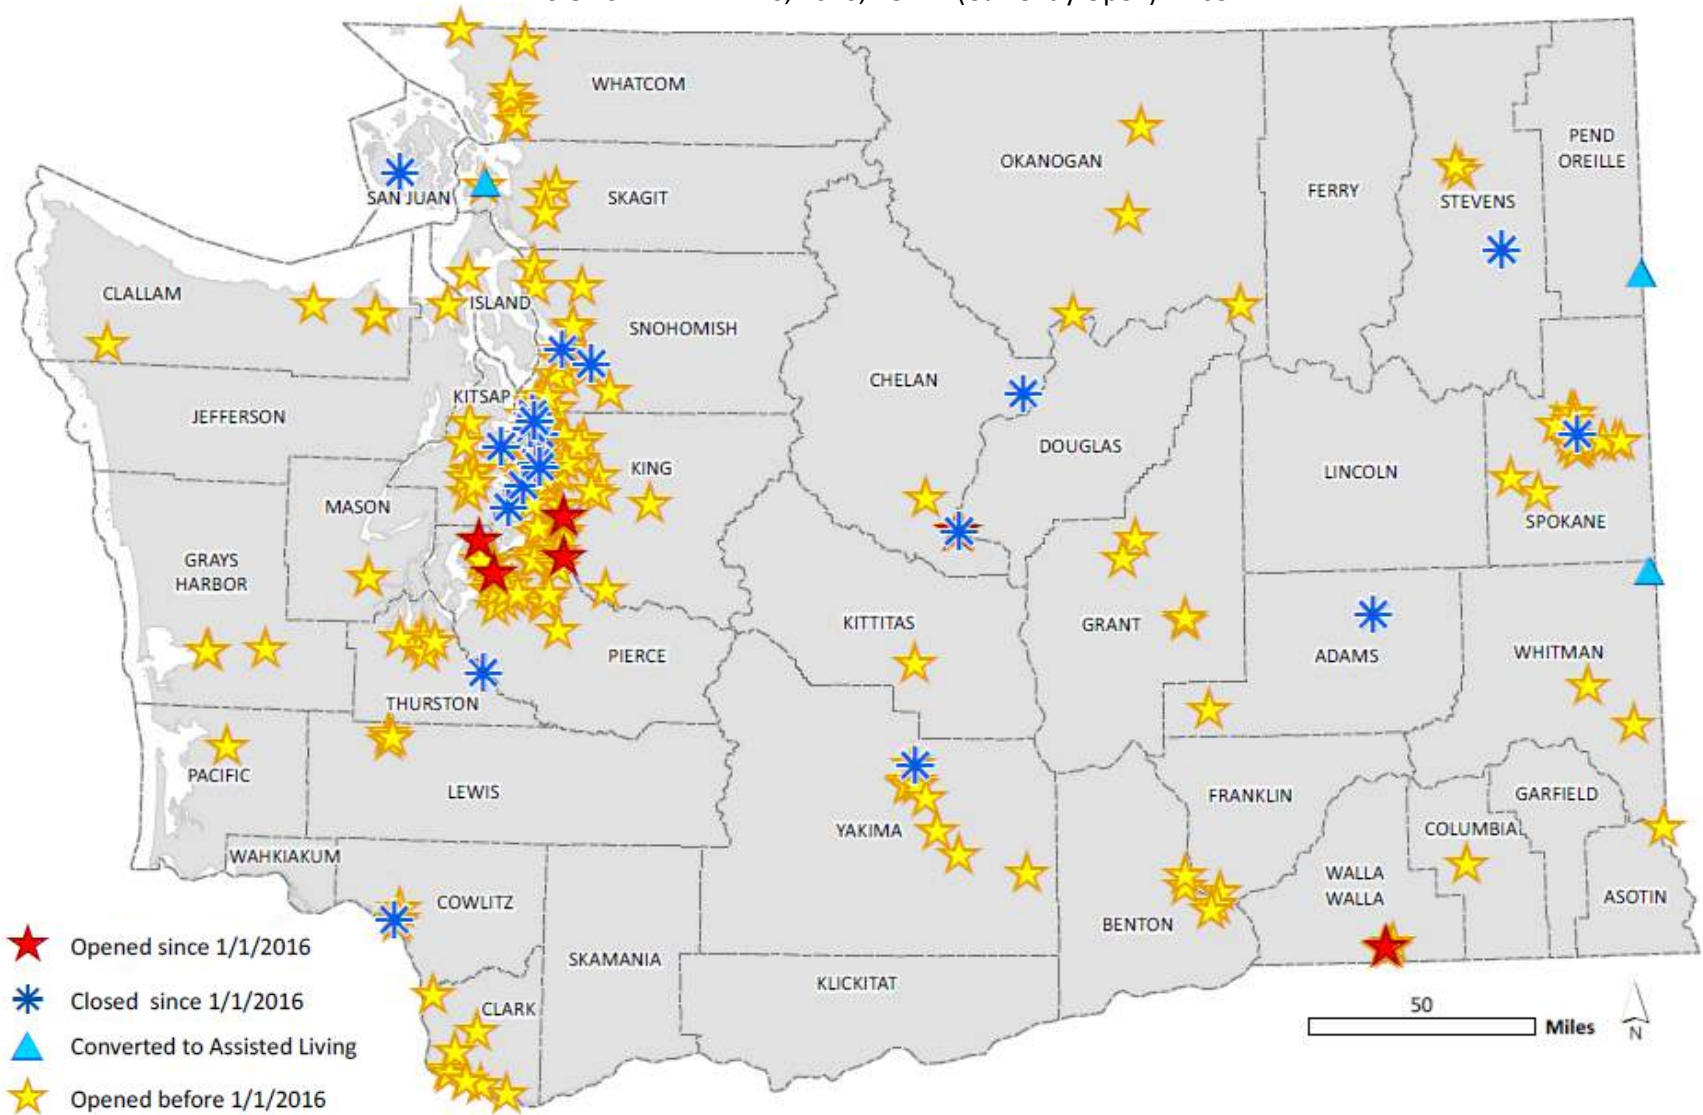 WHATCOM
OKANOGAN
FERRY
STEVENS
PEND
OREILLE
SAN JUAN
SKAGIT
CLALLAM
ISLAND
SNOHOMISH
JEFFERSON
KITSAP
CHELAN
DOUGLAS
LINCOLN
SPOKANE
MASON
KING
GRAYS
HARBOR
KITTITAS
GRANT
ADAMS
WHITMAN
PIERCE
THURSTON
PACIFIC
LEWIS
YAKIMA
FRANKLIN
GARFIELD
COLUMBIA
WAHKIAKUM
COWLITZ
BENTON
WALLA
WALLA
ASOTIN
SKAMANIA
KLICKITAT
CLARK
Opened since 1/1/2016
Closed since 1/1/2016
Converted to Assisted Living
Opened before 1/1/2016
50
Miles
N